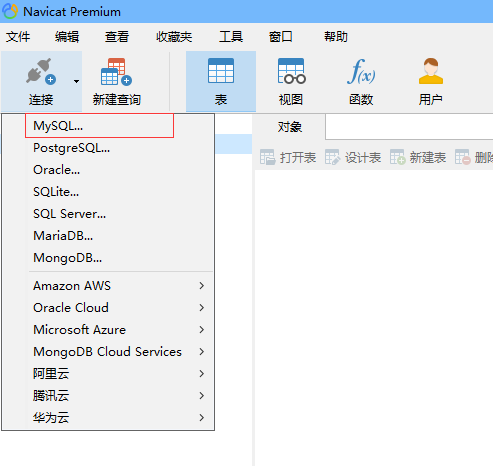 Navicat Premium
文件 编辑 查看 收藏夹 工具 窗口 帮助
连接 新建查询 表 视图 f(x) 函数 用户
MySQL...
PostgreSQL...
Oracle...
SQLite...
SQL Server...
MariaDB...
MongoDB...
Amazon AWS
Oracle Cloud
Microsoft Azure
MongoDB Cloud Services
阿里云
腾讯云
华为云
对象
打开表 设计表 新建表 删除